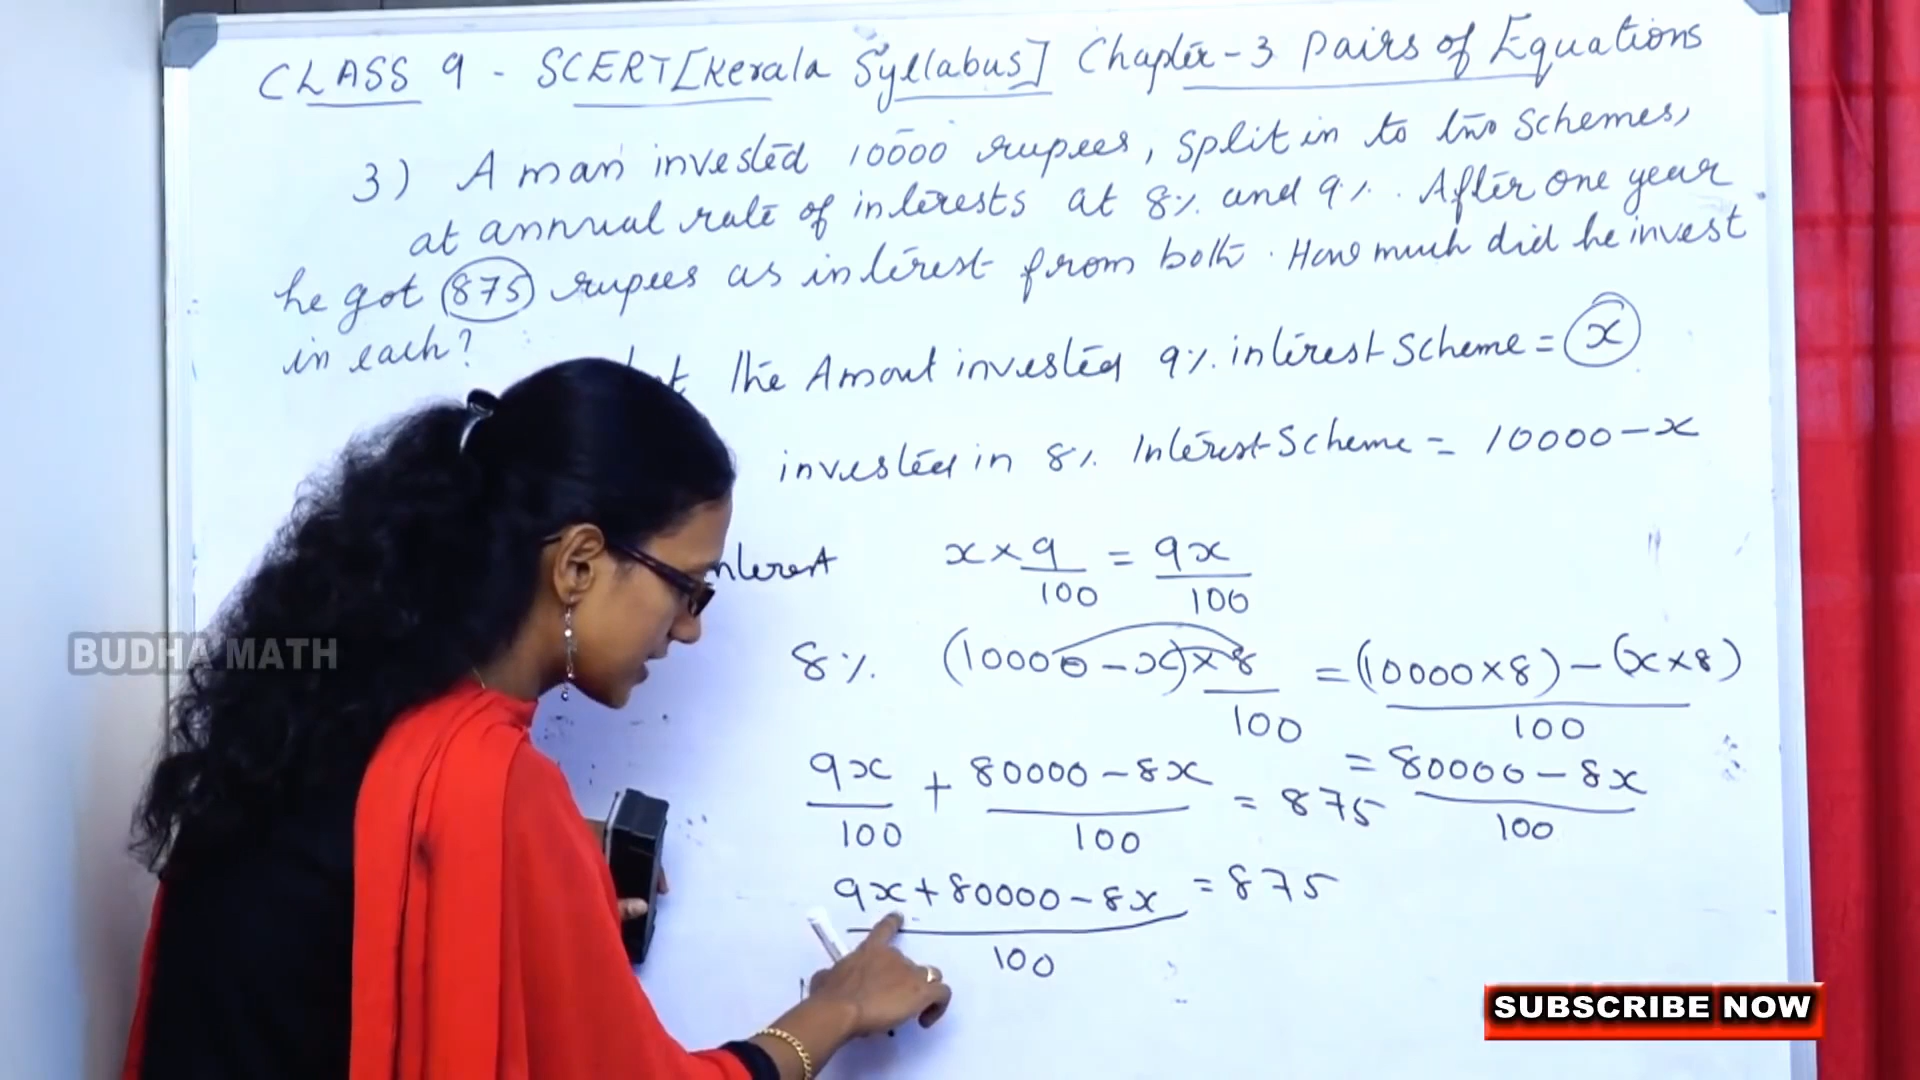 CLASS 9 - SCERT [Kerala Syllabus] Chapter-3 Pairs of Equations
3) A man invested 10000 rupees, split in to two schemes,
at annual rate of interests at 8% and 9%. After one year
he got 875 rupees as interest from both. How much did he invest
in each?
the Amout invested 9% interest Scheme = x
invested in 8% Interest Scheme = 10000 - x
x × 9/100 = 9x/100
8% (10000 - x) × 8/100 = (10000 × 8) - (x × 8)/100
9x/100 + 80000 - 8x/100 = 875
= 80000 - 8x/100
9x + 80000 - 8x/100 = 875
BUDHA MATH
SUBSCRIBE NOW